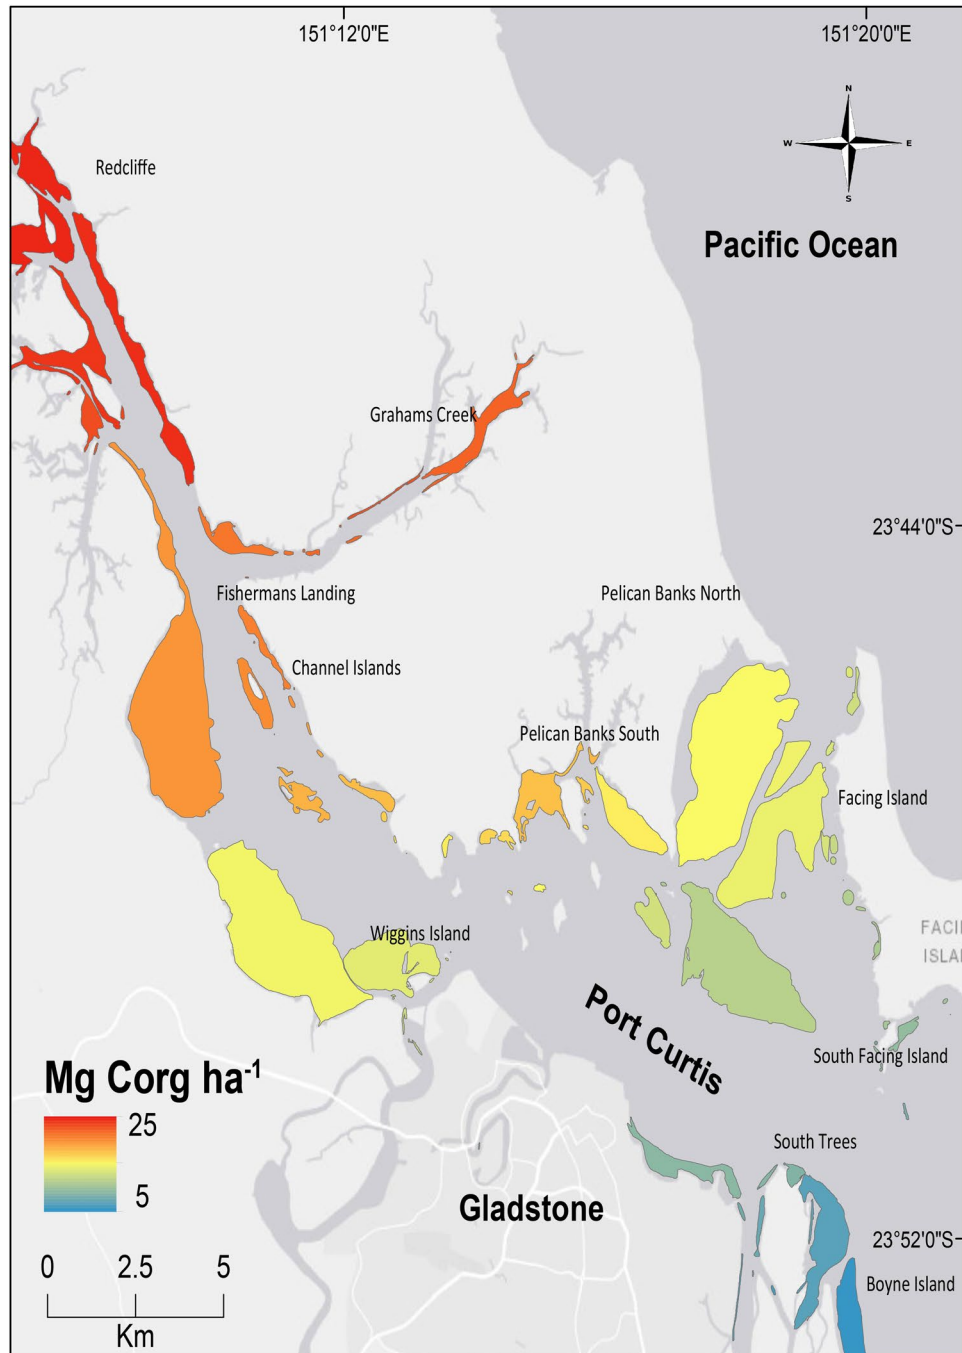 151°12'0"E
151°20'0"E
N
W
E
S
Redcliffe
Pacific Ocean
Grahams Creek
23°44'0"S
Fishermans Landing
Pelican Banks North
Channel Islands
Pelican Banks South
Facing Island
Wiggins Island
FACI
ISLA
Port Curtis
South Facing Island
Mg Corg ha-1
25
5
South Trees
Gladstone
23°52'0"S
Boyne Island
0 2.5 5
Km